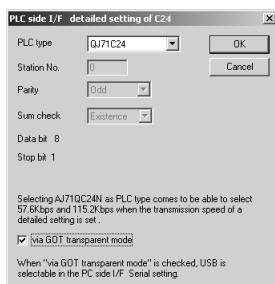 PLC side I/F detailed setting of C24
PLC type QJ71C24 OK
Station No. 0 Cancel
Parity Odd
Sum check Existence
Data bit 8
Stop bit 1
Selecting AJ71QC24N as PLC type comes to be able to select
57.6Kbps and 115.2Kbps when the transmission speed of a
detailed setting is set .
via GOT transparent mode
When "via GOT transparent mode" is checked, USB is
selectable in the PC side I/F Serial setting.